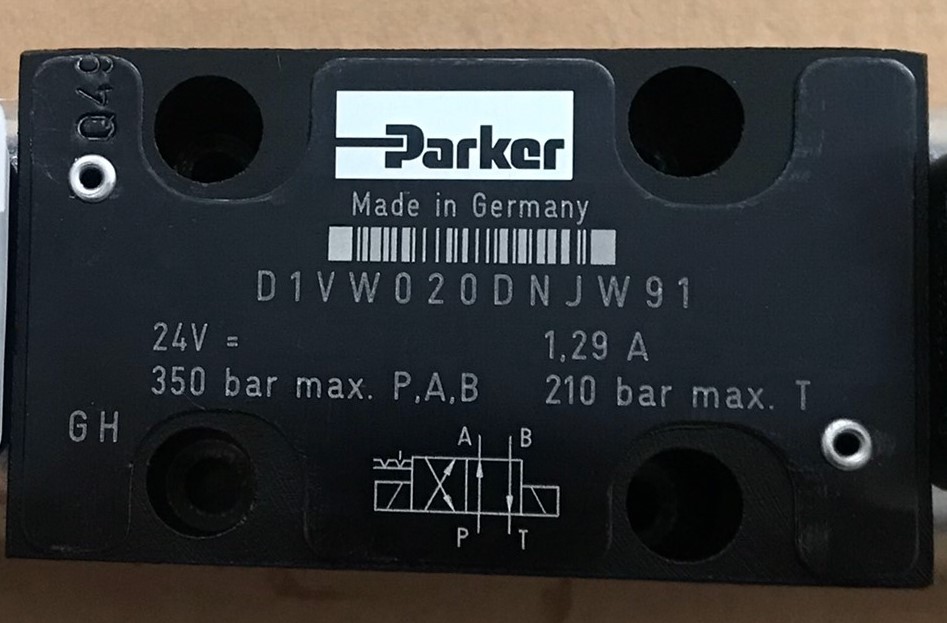 Q49
Parker
Made in Germany
D1VW020DNJW91
24V = 1,29 A
350 bar max. P,A,B 210 bar max. T
GH
A B
P T